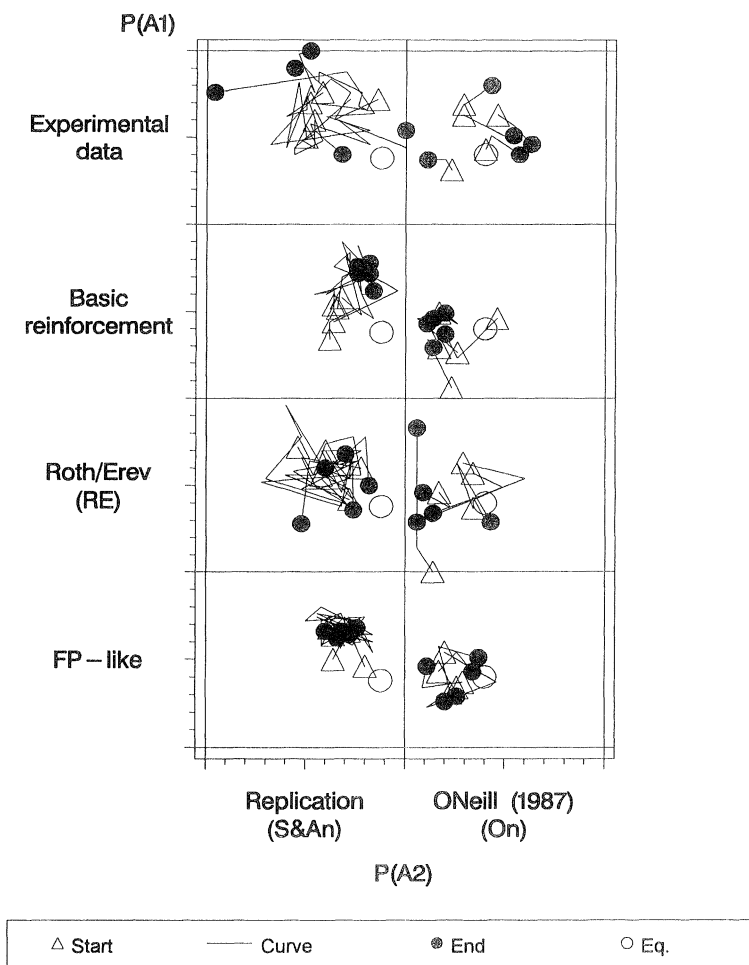 P(A1)
Experimental
data
Basic
reinforcement
Roth/Erev
(RE)
FP–like
Replication
(S&An)
ONeill (1987)
(On)
P(A2)
Start
Curve
End
Eq.